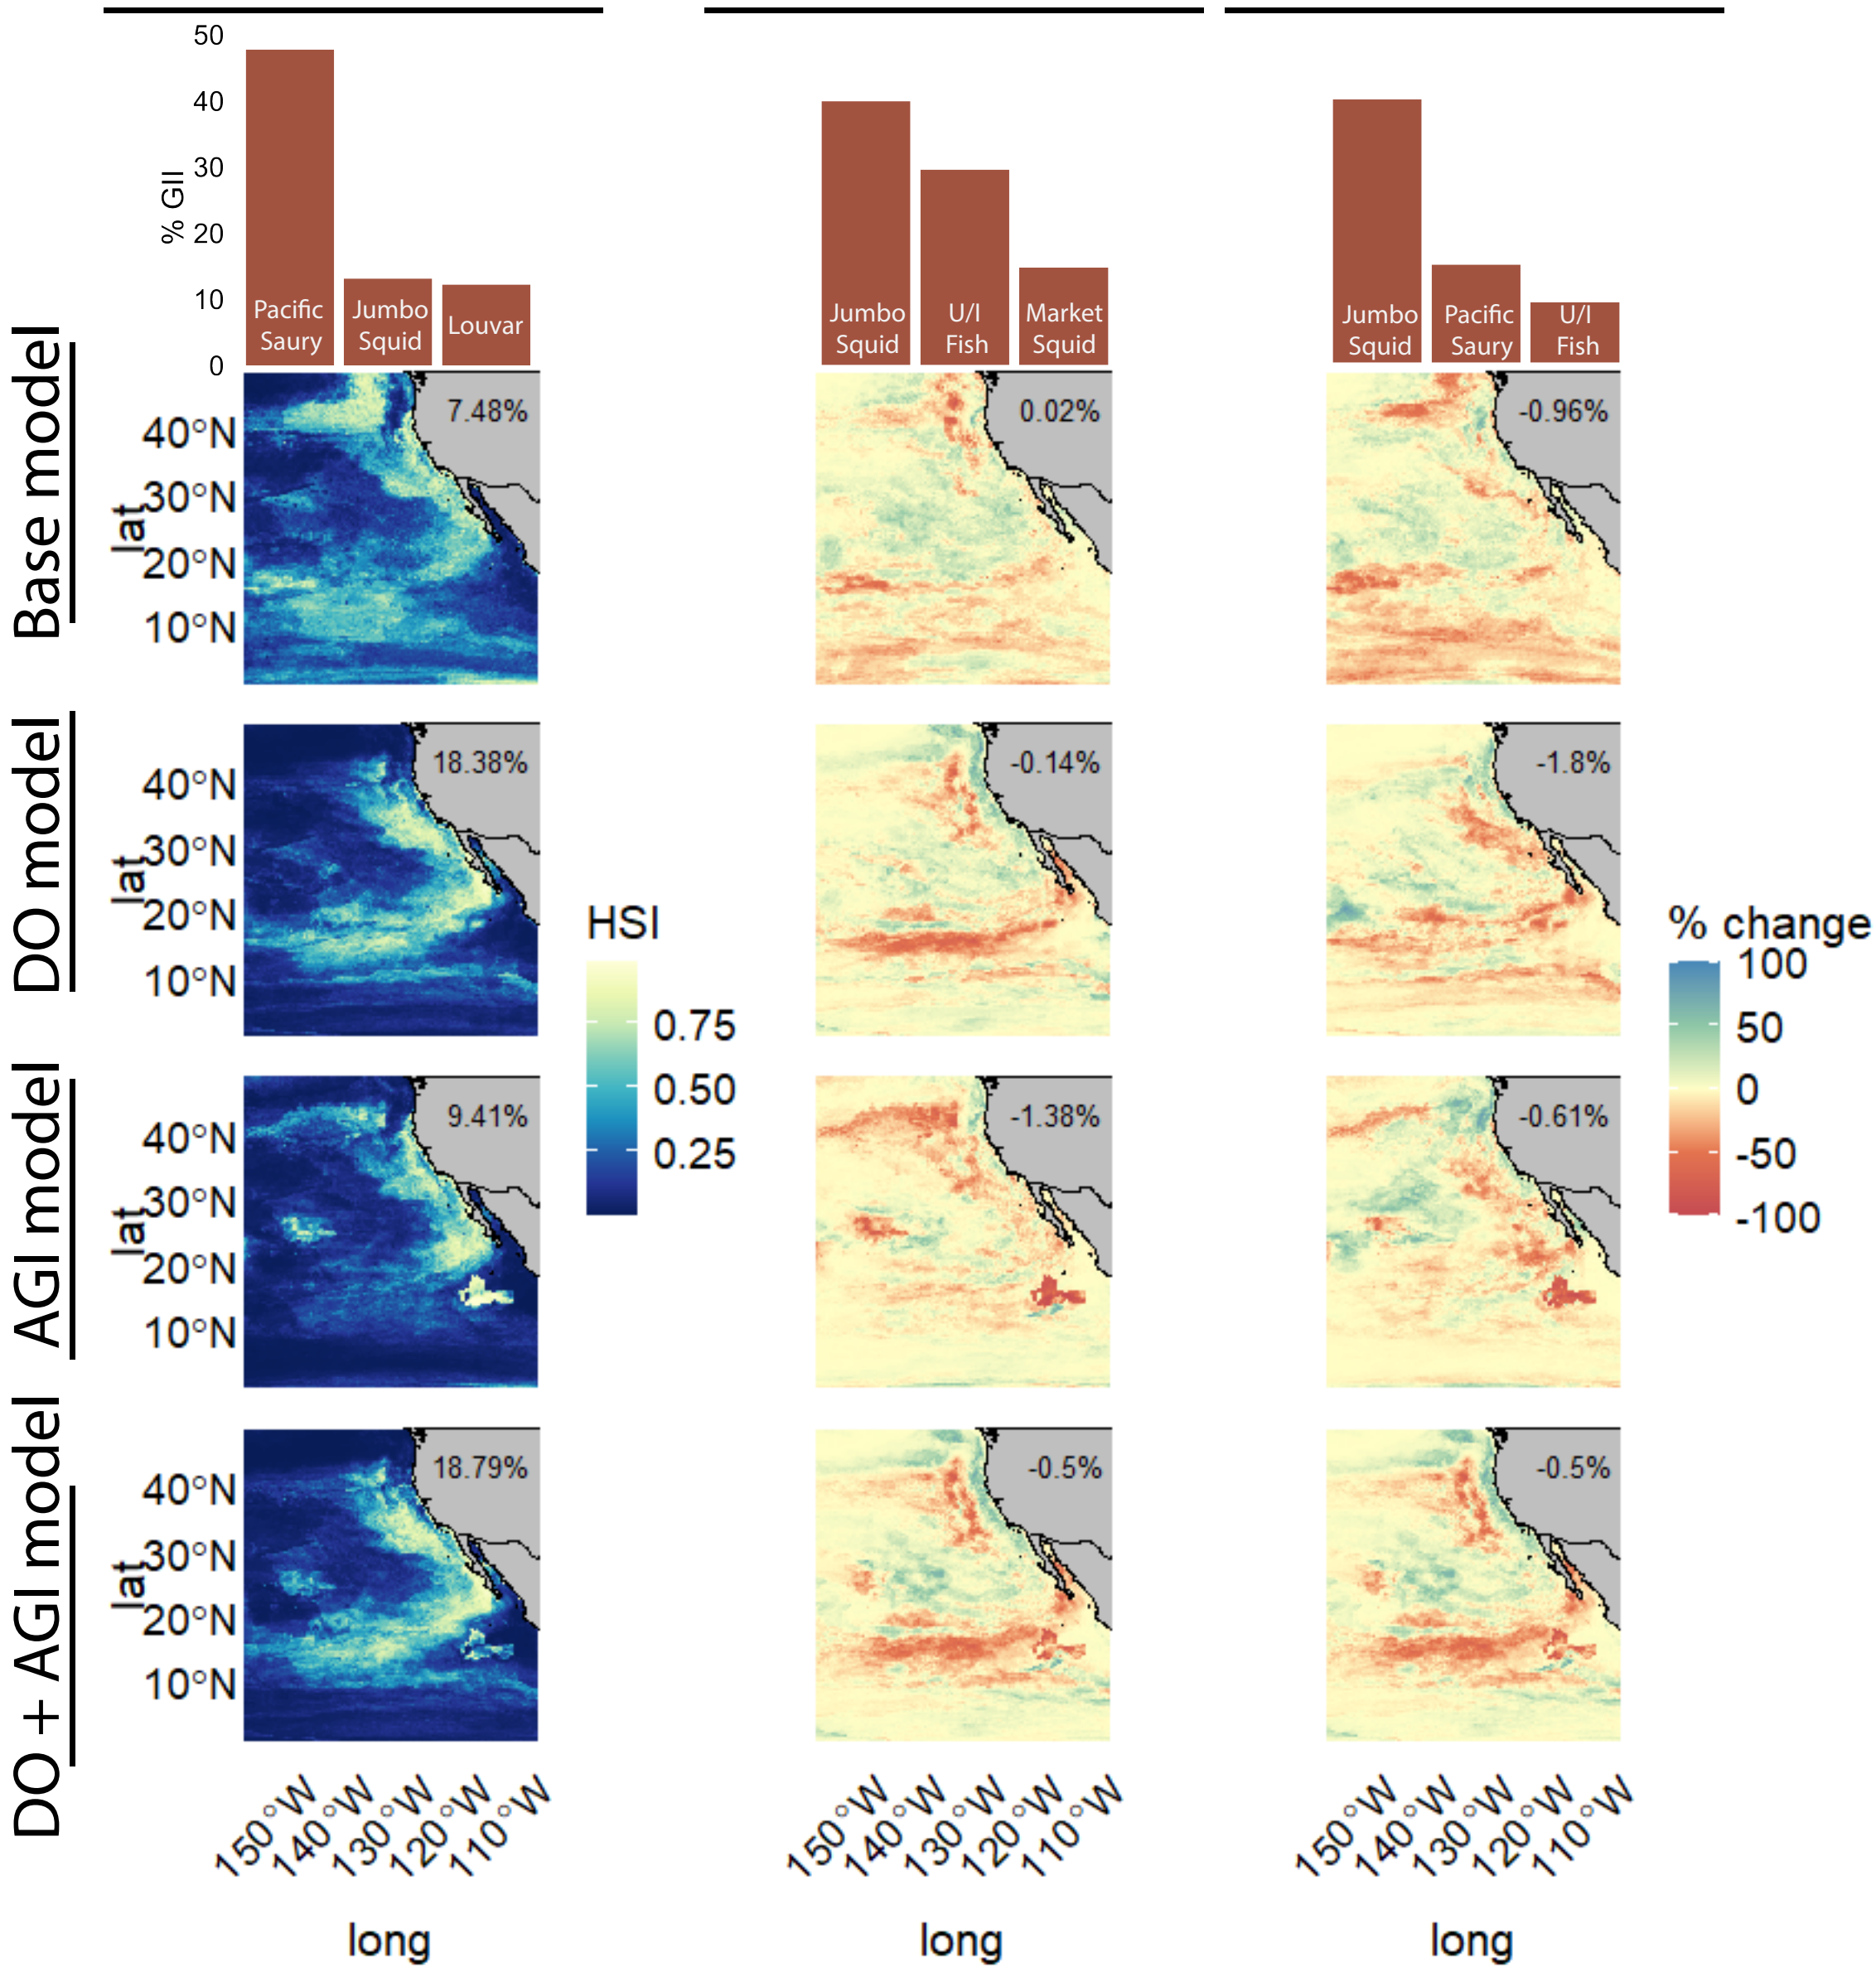 50
40
30
20
10
0
% GII
Pacific
Saury
Jumbo
Squid
Louvar
Jumbo
Squid
U/I
Fish
Market
Squid
Jumbo
Squid
Pacific
Saury
U/I
Fish
Base model
lat
40°N
30°N
20°N
10°N
7.48%
0.02%
-0.96%
DO model
lat
40°N
30°N
20°N
10°N
18.38%
-0.14%
-1.8%
HSI
0.75
0.50
0.25
% change
100
50
0
-50
-100
AGI model
lat
40°N
30°N
20°N
10°N
9.41%
-1.38%
-0.61%
DO + AGI model
lat
40°N
30°N
20°N
10°N
18.79%
-0.5%
-0.5%
150°W
140°W
130°W
120°W
110°W
150°W
140°W
130°W
120°W
110°W
150°W
140°W
130°W
120°W
110°W
long
long
long